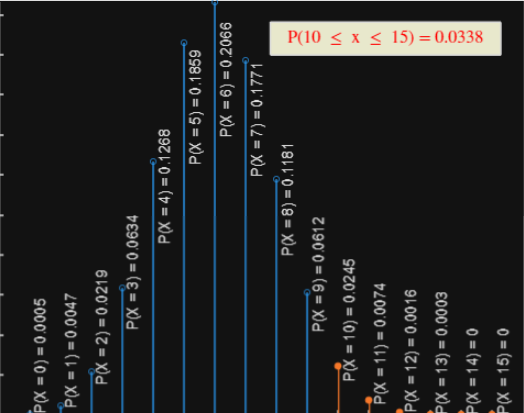 P(10 ≤ x ≤ 15) = 0.0338
P(X = 0) = 0.0005
P(X = 1) = 0.0047
P(X = 2) = 0.0219
P(X = 3) = 0.0634
P(X = 4) = 0.1268
P(X = 5) = 0.1859
P(X = 6) = 0.2066
P(X = 7) = 0.1771
P(X = 8) = 0.1181
P(X = 9) = 0.0612
P(X = 10) = 0.0245
P(X = 11) = 0.0074
P(X = 12) = 0.0016
P(X = 13) = 0.0003
P(X = 14) = 0
P(X = 15) = 0